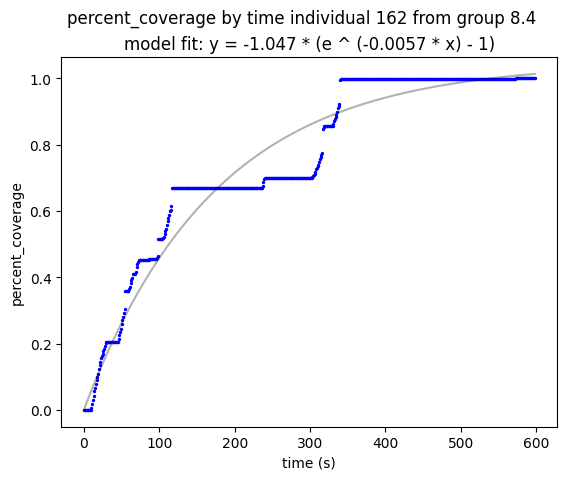 percent_coverage by time individual 162 from group 8.4
model fit: y = -1.047 * (e ^ (-0.0057 * x) - 1)
1.0
0.8
0.6
0.4
0.2
0.0
percent_coverage
0 100 200 300 400 500 600
time (s)